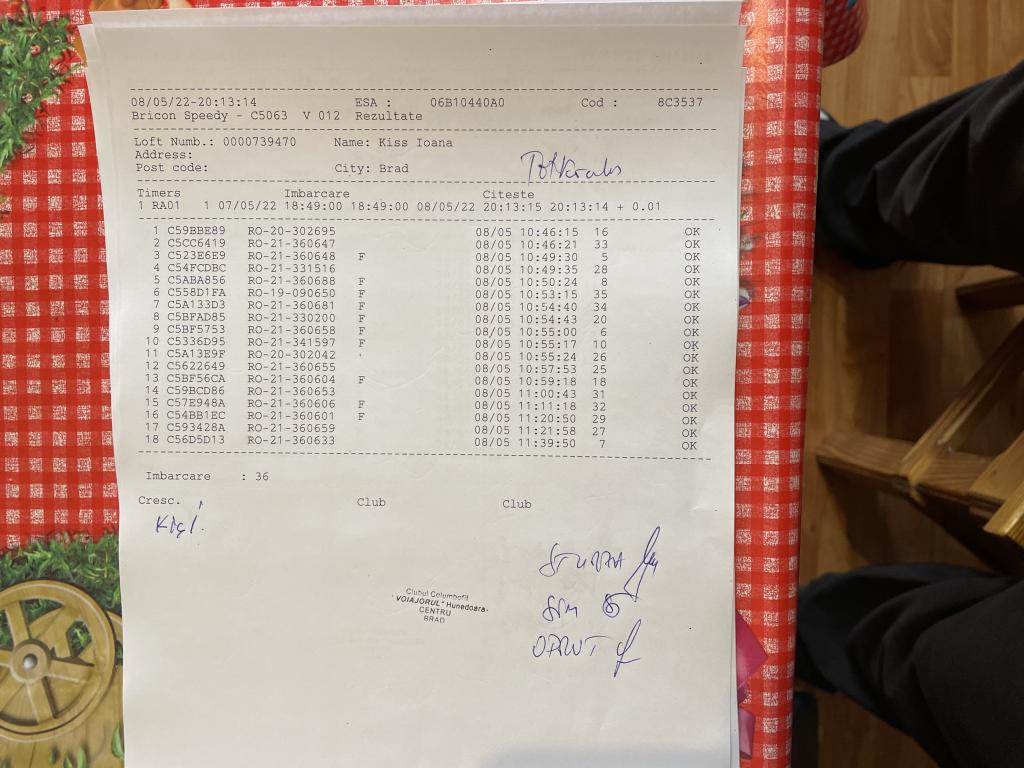 08/05/22-20:13:14 ESA : 06B10440A0 Cod : 8C3537
Bricon Speedy - C5063 V 012 Rezultate
Loft Numb.: 0000739470 Name: Kiss Ioana
Address:
Post code: City: Brad
Timers Imbarcare Citeste
1 RA01 1 07/05/22 18:49:00 18:49:00 08/05/22 20:13:15 20:13:14 + 0.01
1 C59BBE89 RO-20-302695 08/05 10:46:15 16 OK
2 C5CC6419 RO-21-360647 08/05 10:46:21 33 OK
3 C523E6E9 RO-21-360648 F 08/05 10:49:30 5 OK
4 C54FCDBC RO-21-331516 08/05 10:49:35 28 OK
5 C5ABA856 RO-21-360688 F 08/05 10:50:24 8 OK
6 C558D1FA RO-19-090650 F 08/05 10:53:15 35 OK
7 C5A133D3 RO-21-360681 F 08/05 10:54:40 34 OK
8 C5BFAD85 RO-21-330200 F 08/05 10:54:43 20 OK
9 C5BF5753 RO-21-360658 F 08/05 10:55:00 6 OK
10 C5336D95 RO-21-341597 F 08/05 10:55:17 10 OK
11 C5A13E9F RO-20-302042 08/05 10:55:24 26 OK
12 C5622649 RO-21-360655 08/05 10:57:53 25 OK
13 C5BF56CA RO-21-360604 F 08/05 10:59:18 18 OK
14 C59BCD86 RO-21-360653 08/05 11:00:43 31 OK
15 C57E948A RO-21-360606 F 08/05 11:11:18 32 OK
16 C54BB1EC RO-21-360601 F 08/05 11:20:50 29 OK
17 C593428A RO-21-360659 08/05 11:21:58 27 OK
18 C56D5D13 RO-21-360633 08/05 11:39:50 7 OK
Imbarcare : 36
Cresc. Club Club
Clubul Columbofil
"VOIAJORUL" Hunedoara-
CENTRU
BRAD